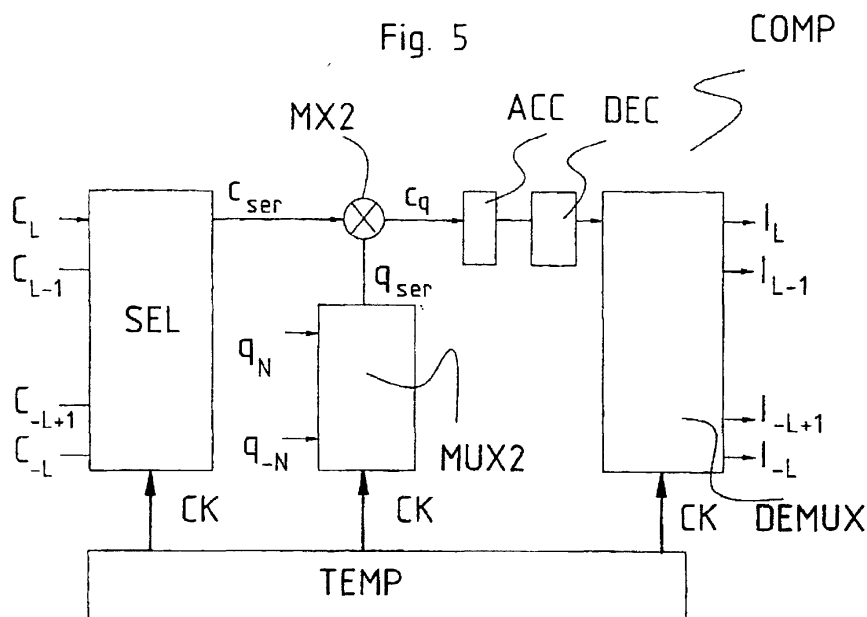 Fig. 5
COMP
MX2
ACC
DEC
C_L
C_ser
C_q
I_L
C_L-1
I_L-1
SEL
q_ser
q_N
C_-L+1
I_-L+1
q_-N
MUX2
C_-L
I_-L
CK
CK
CK
DEMUX
TEMP